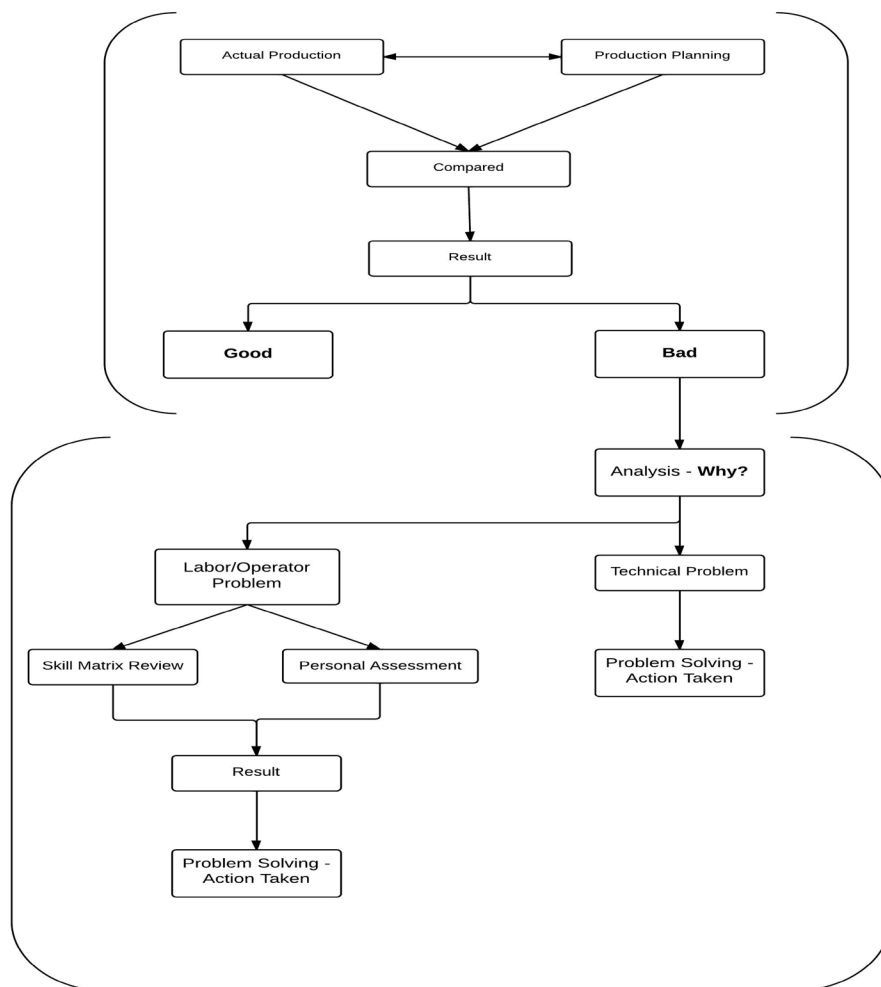 Actual Production
Production Planning
Compared
Result
Good
Bad
Analysis - Why?
Labor/Operator
Problem
Technical Problem
Skill Matrix Review
Personal Assessment
Problem Solving -
Action Taken
Result
Problem Solving -
Action Taken